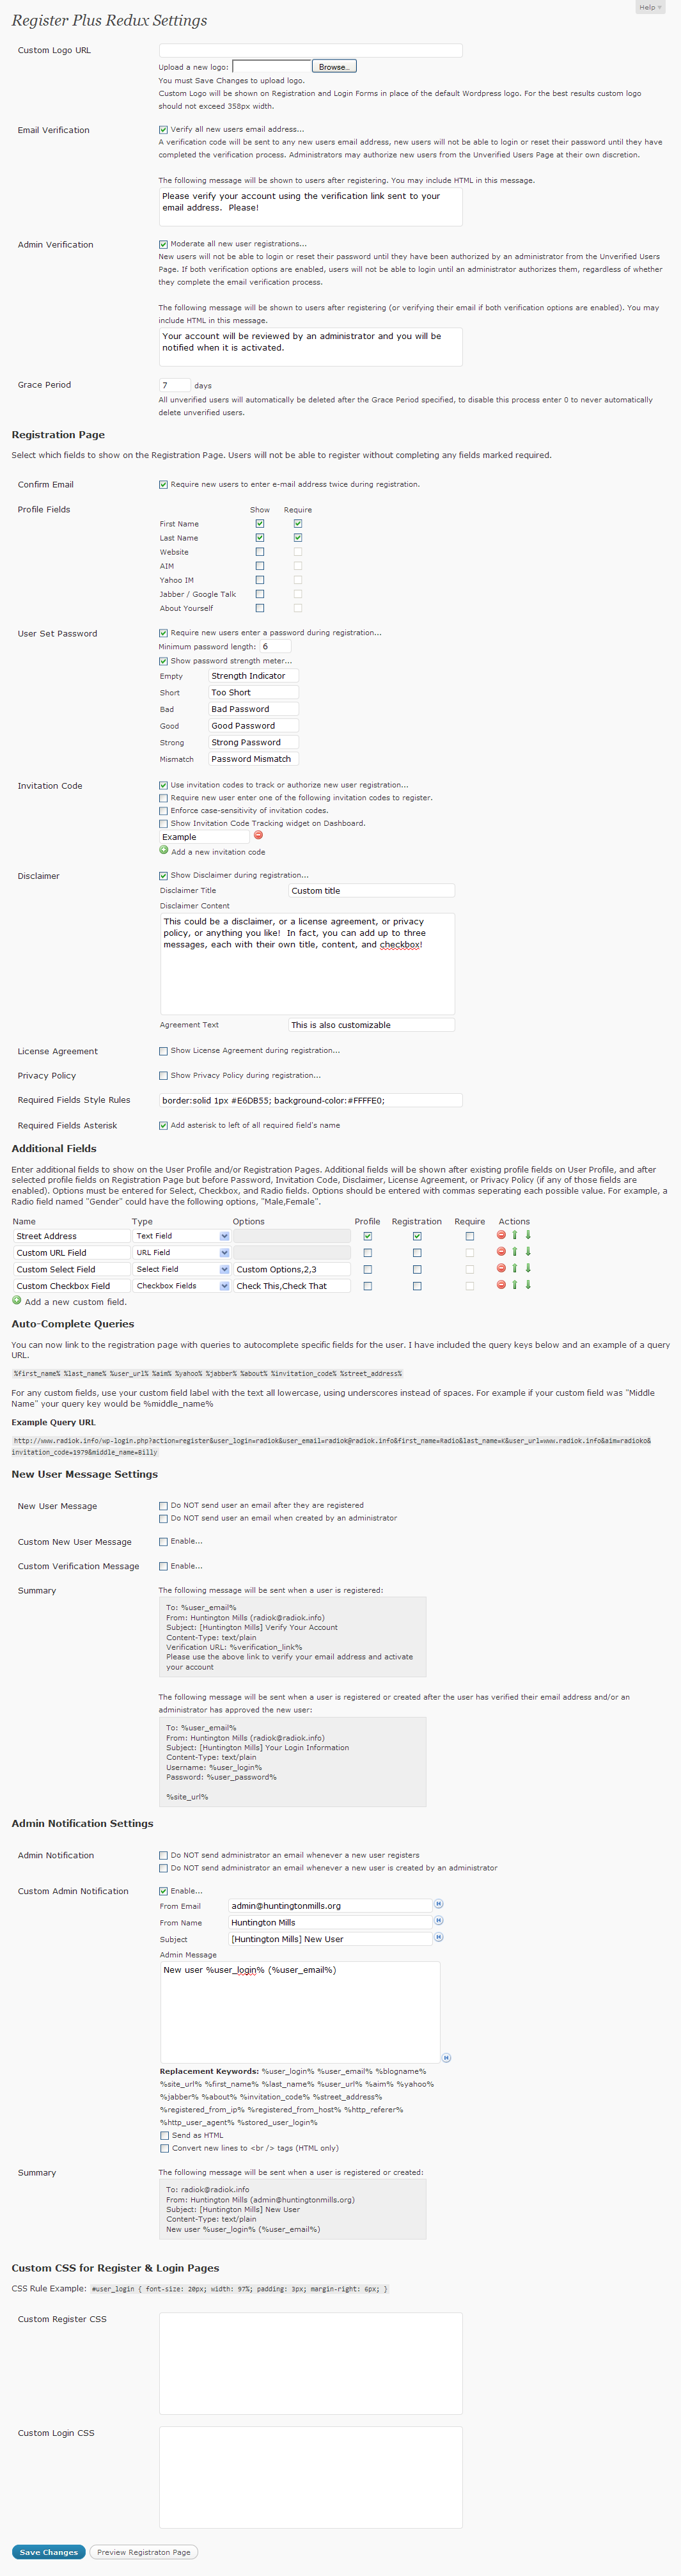 Help
Register Plus Redux Settings
Custom Logo URL
Upload a new logo: Browse...
You must Save Changes to upload logo.
Custom Logo will be shown on Registration and Login Forms in place of the default Wordpress logo. For the best results custom logo
should not exceed 358px width.
Email Verification
Verify all new users email address...
A verification code will be sent to any new users email address, new users will not be able to login or reset their password until they have
completed the verification process. Administrators may authorize new users from the Unverified Users Page at their own discretion.
The following message will be shown to users after registering. You may include HTML in this message.
Please verify your account using the verification link sent to your
email address.  Please!
Admin Verification
Moderate all new user registrations...
New users will not be able to login or reset their password until they have been authorized by an administrator from the Unverified Users
Page. If both verification options are enabled, users will not be able to login until an administrator authorizes them, regardless of whether
they complete the email verification process.
The following message will be shown to users after registering (or verifying their email if both verification options are enabled). You may
include HTML in this message.
Your account will be reviewed by an administrator and you will be
notified when it is activated.
Grace Period
7 days
All unverified users will automatically be deleted after the Grace Period specified, to disable this process enter 0 to never automatically
delete unverified users.
Registration Page
Select which fields to show on the Registration Page. Users will not be able to register without completing any fields marked required.
Confirm Email
Require new users to enter e-mail address twice during registration.
Profile Fields
Show Require
First Name
Last Name
Website
AIM
Yahoo IM
Jabber / Google Talk
About Yourself
User Set Password
Require new users enter a password during registration...
Minimum password length: 6
Show password strength meter...
Empty Strength Indicator
Short Too Short
Bad Bad Password
Good Good Password
Strong Strong Password
Mismatch Password Mismatch
Invitation Code
Use invitation codes to track or authorize new user registration...
Require new user enter one of the following invitation codes to register.
Enforce case-sensitivity of invitation codes.
Show Invitation Code Tracking widget on Dashboard.
Example
Add a new invitation code
Disclaimer
Show Disclaimer during registration...
Disclaimer Title Custom title
Disclaimer Content
This could be a disclaimer, or a license agreement, or privacy
policy, or anything you like!  In fact, you can add up to three
messages, each with their own title, content, and checkbox!
Agreement Text This is also customizable
License Agreement
Show License Agreement during registration...
Privacy Policy
Show Privacy Policy during registration...
Required Fields Style Rules
border:solid 1px #E6DB55; background-color:#FFFFE0;
Required Fields Asterisk
Add asterisk to left of all required field's name
Additional Fields
Enter additional fields to show on the User Profile and/or Registration Pages. Additional fields will be shown after existing profile fields on User Profile, and after
selected profile fields on Registration Page but before Password, Invitation Code, Disclaimer, License Agreement, or Privacy Policy (if any of those fields are
enabled). Options must be entered for Select, Checkbox, and Radio fields. Options should be entered with commas seperating each possible value. For example, a
Radio field named "Gender" could have the following options, "Male,Female".
Name Type Options Profile Registration Require Actions
Street Address Text Field
Custom URL Field URL Field
Custom Select Field Select Field Custom Options,2,3
Custom Checkbox Field Checkbox Fields Check This,Check That
Add a new custom field.
Auto-Complete Queries
You can now link to the registration page with queries to autocomplete specific fields for the user. I have included the query keys below and an example of a query
URL.
%first_name% %last_name% %user_url% %aim% %yahoo% %jabber% %about% %invitation_code% %street_address%
For any custom fields, use your custom field label with the text all lowercase, using underscores instead of spaces. For example if your custom field was "Middle
Name" your query key would be %middle_name%
Example Query URL
http://www.radiok.info/wp-login.php?action=register&user_login=radiok&user_email=radiok@radiok.info&first_name=Radio&last_name=K&user_url=www.radiok.info&aim=radioko&
invitation_code=1979&middle_name=Billy
New User Message Settings
New User Message
Do NOT send user an email after they are registered
Do NOT send user an email when created by an administrator
Custom New User Message
Enable...
Custom Verification Message
Enable...
Summary
The following message will be sent when a user is registered:
To: %user_email%
From: Huntington Mills (radiok@radiok.info)
Subject: [Huntington Mills] Verify Your Account
Content-Type: text/plain
Verification URL: %verification_link%
Please use the above link to verify your email address and activate
your account
The following message will be sent when a user is registered or created after the user has verified their email address and/or an
administrator has approved the new user:
To: %user_email%
From: Huntington Mills (radiok@radiok.info)
Subject: [Huntington Mills] Your Login Information
Content-Type: text/plain
Username: %user_login%
Password: %user_password%
%site_url%
Admin Notification Settings
Admin Notification
Do NOT send administrator an email whenever a new user registers
Do NOT send administrator an email whenever a new user is created by an administrator
Custom Admin Notification
Enable...
From Email admin@huntingtonmills.org
From Name Huntington Mills
Subject [Huntington Mills] New User
Admin Message
New user %user_login% (%user_email%)
Replacement Keywords: %user_login% %user_email% %blogname%
%site_url% %first_name% %last_name% %user_url% %aim% %yahoo%
%jabber% %about% %invitation_code% %street_address%
%registered_from_ip% %registered_from_host% %http_referer%
%http_user_agent% %stored_user_login%
Send as HTML
Convert new lines to <br /> tags (HTML only)
Summary
The following message will be sent when a user is registered or created:
To: radiok@radiok.info
From: Huntington Mills (admin@huntingtonmills.org)
Subject: [Huntington Mills] New User
Content-Type: text/plain
New user %user_login% (%user_email%)
Custom CSS for Register & Login Pages
CSS Rule Example: #user_login { font-size: 20px; width: 97%; padding: 3px; margin-right: 6px; }
Custom Register CSS
Custom Login CSS
Save Changes
Preview Registraton Page